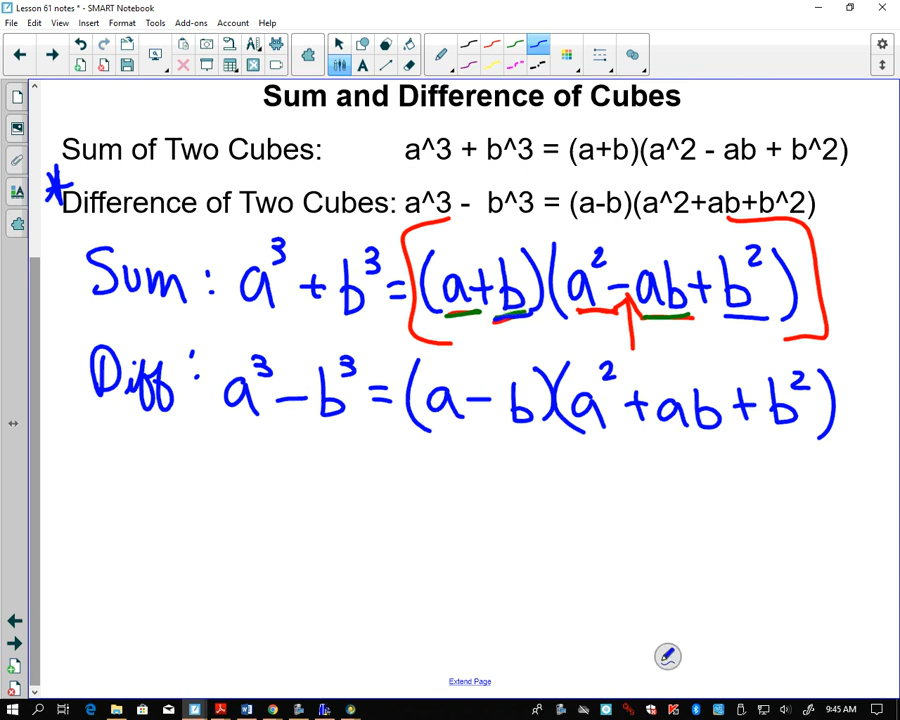 Lesson 61 notes * - SMART Notebook
File Edit View Insert Format Tools Add-ons Account Help
Sum and Difference of Cubes
Sum of Two Cubes: a^3 + b^3 = (a+b)(a^2 - ab + b^2)
* Difference of Two Cubes: a^3 - b^3 = (a-b)(a^2+ab+b^2)
Sum: a³ + b³ = (a+b)(a² - ab + b²)
Diff: a³ - b³ = (a - b)(a² + ab + b²)
Extend Page
9:45 AM